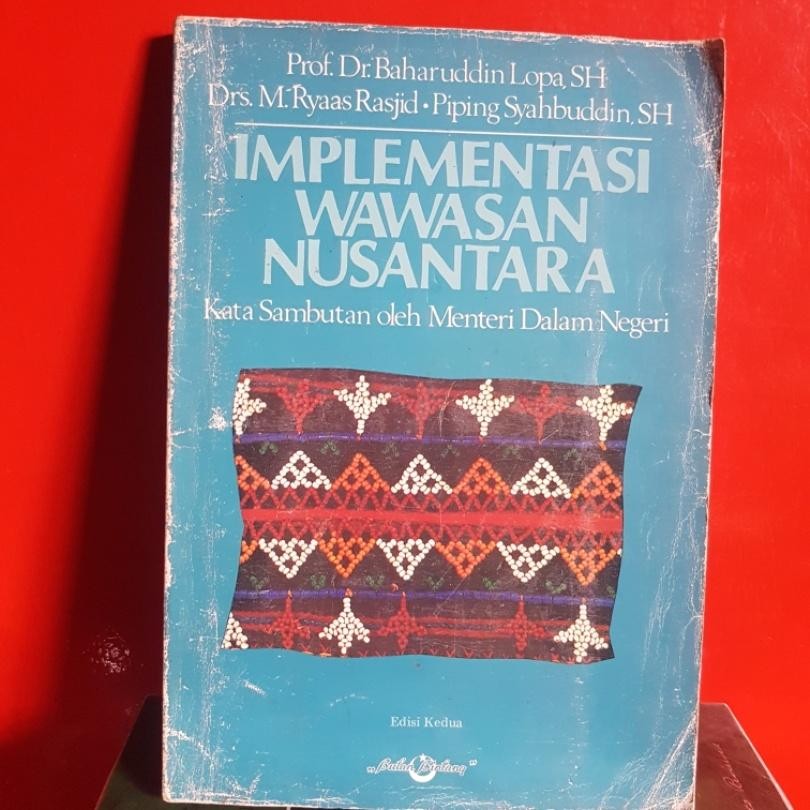 Prof. Dr. Baharuddin Lopa, SH
Drs. M. Ryaas Rasjid • Piping Syahbuddin, SH
IMPLEMENTASI
WAWASAN
NUSANTARA
Kata Sambutan oleh Menteri Dalam Negeri
Edisi Kedua
„Bulan Bintang"